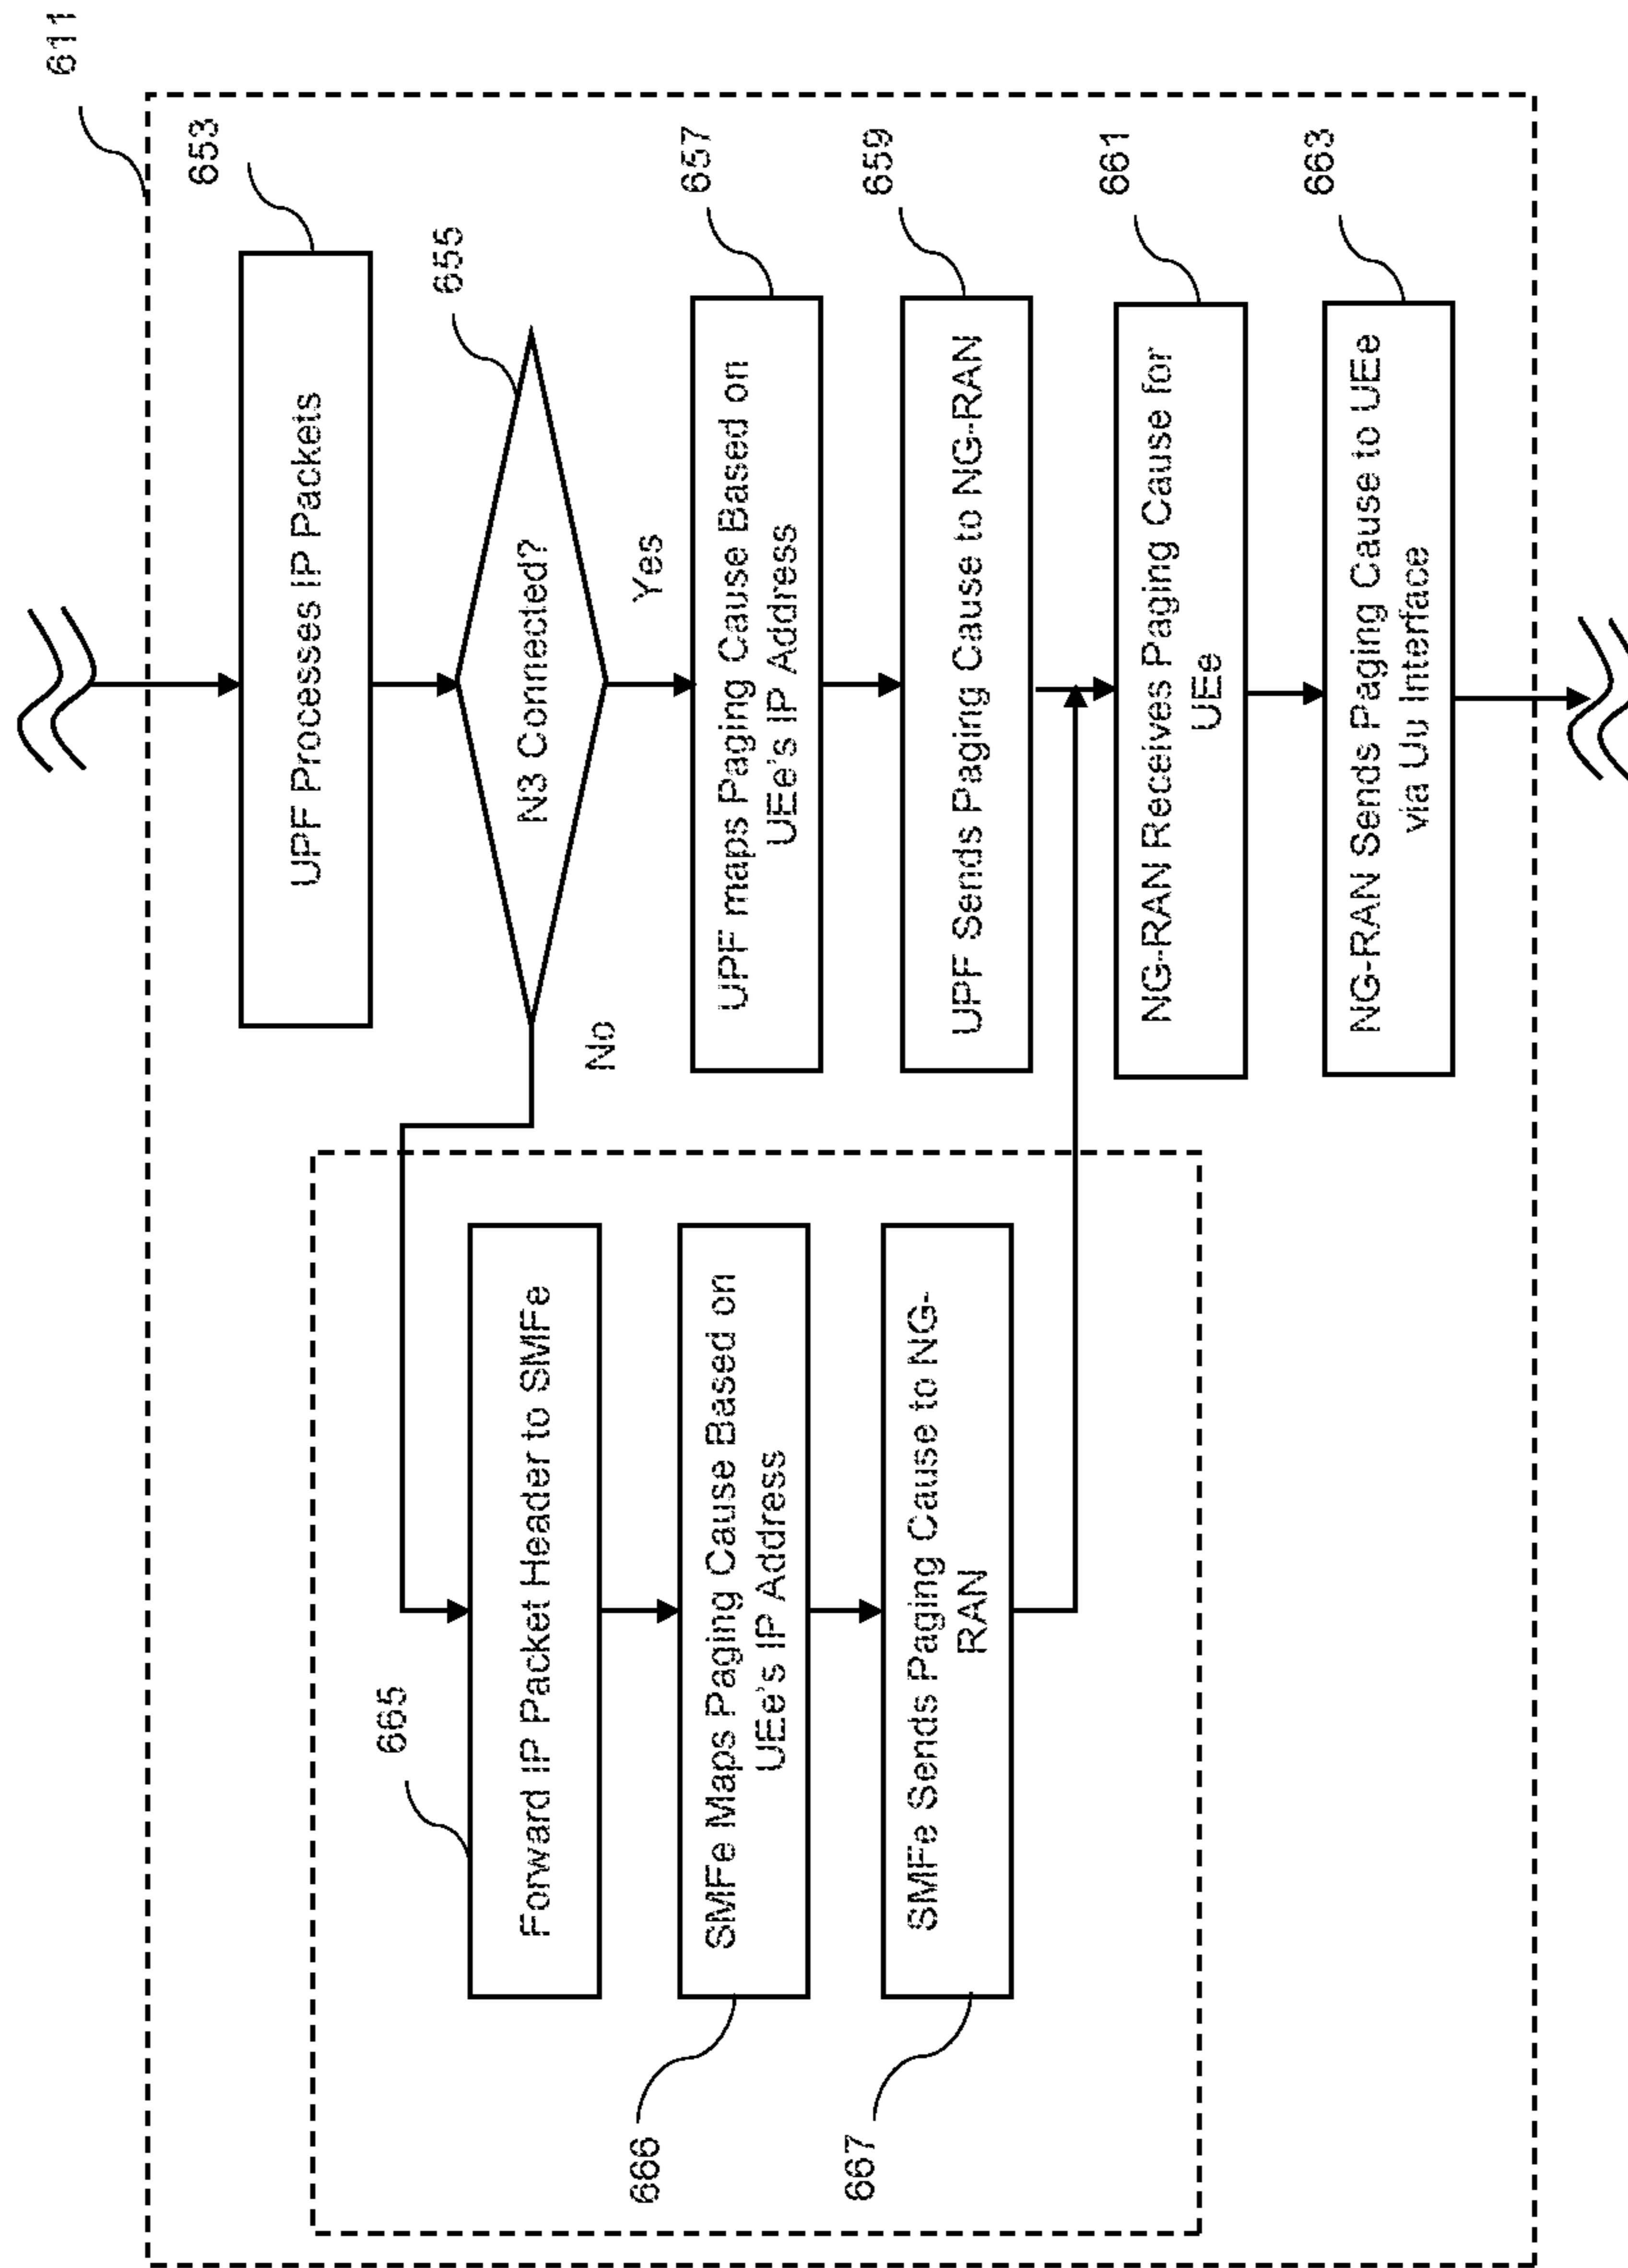 611
653
UPF Processes IP Packets
655
N3 Connected?
Yes
No
657
UPF maps Paging Cause Based on
UEe's IP Address
659
UPF Sends Paging Cause to NG-RAN
661
NG-RAN Receives Paging Cause for
UEe
663
NG-RAN Sends Paging Cause to UEe
via Uu Interface
665
Forward IP Packet Header to SMFe
666
SMFe Maps Paging Cause Based on
UEe's IP Address
667
SMFe Sends Paging Cause to NG-
RAN